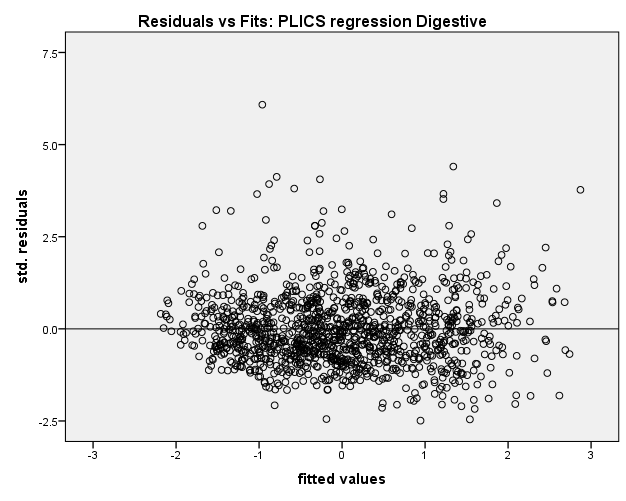 Residuals vs Fits: PLICS regression Digestive
7.5
5.0
2.5
0.0
-2.5
std. residuals
-3 -2 -1 0 1 2 3
fitted values